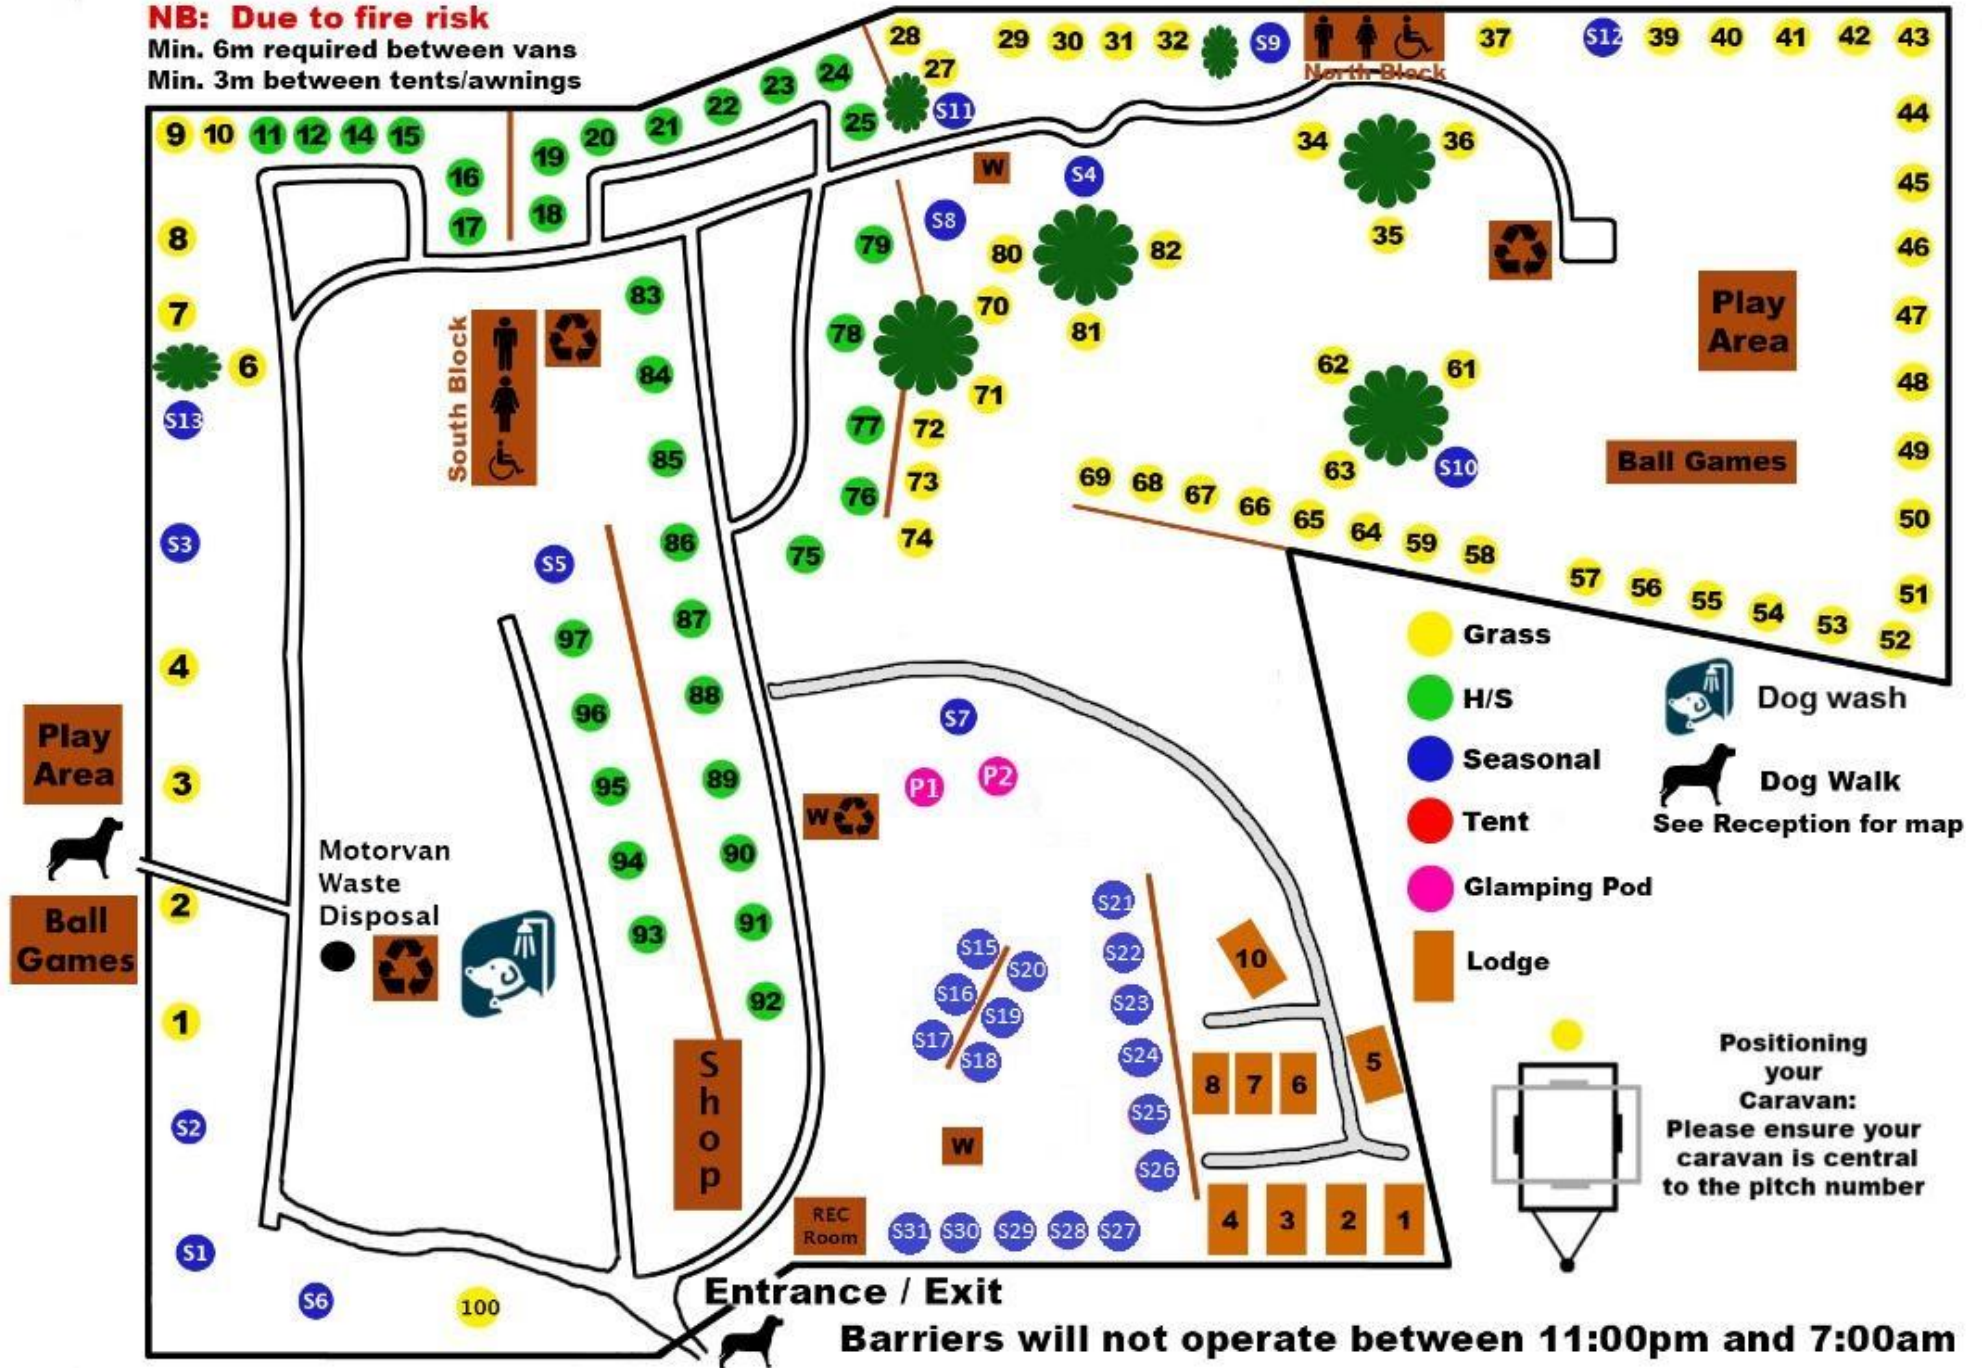 NB: Due to fire risk
Min. 6m required between vans
Min. 3m between tents/awnings
28
29
30
31
32
S9
North Block
37
S12
39
40
41
42
43
27
S11
24
23
22
21
20
25
19
18
9
10
11
12
14
15
16
17
44
34
36
35
45
46
47
48
49
50
51
52
W
S4
S8
79
80
82
70
81
78
71
77
72
76
73
74
75
8
7
6
S13
S3
4
3
2
1
S2
S1
S6
100
South Block
83
84
85
86
87
88
89
90
91
92
S5
97
96
95
94
93
Play
Area
Ball Games
62
61
63
S10
69
68
67
66
65
64
59
58
57
56
55
54
53
Play
Area
Ball
Games
Motorvan
Waste
Disposal
Shop
S7
P1
P2
W
S15
S16
S17
S20
S19
S18
W
REC
Room
S21
S22
S23
S24
S25
S26
S31
S30
S29
S28
S27
10
8
7
6
5
4
3
2
1
Grass
H/S
Seasonal
Tent
Glamping Pod
Lodge
Dog wash
Dog Walk
See Reception for map
Positioning
your
Caravan:
Please ensure your
caravan is central
to the pitch number
Entrance / Exit
Barriers will not operate between 11:00pm and 7:00am